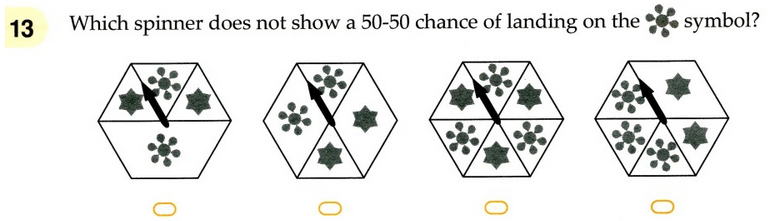 13 Which spinner does not show a 50-50 chance of landing on the symbol?